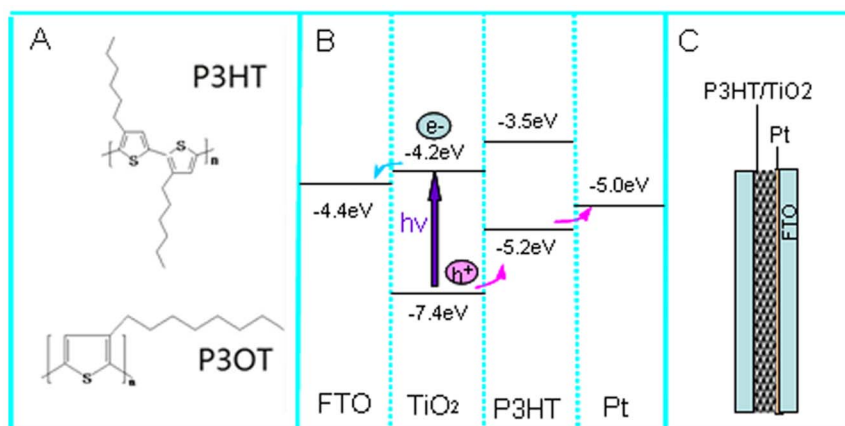 A
P3HT
S
S
n
S
n
P3OT
B
e-
-4.2eV
-3.5eV
-4.4eV
hν
-5.0eV
-5.2eV
h+
-7.4eV
FTO
TiO2
P3HT
Pt
C
P3HT/TiO2
Pt
FTO